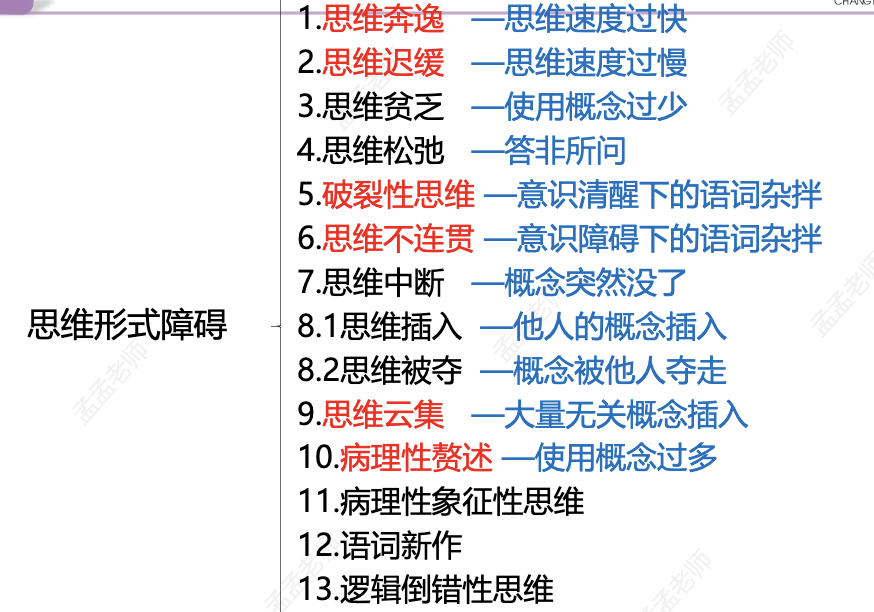 CHANG
1.思维奔逸 —思维速度过快
2.思维迟缓 —思维速度过慢
3.思维贫乏 —使用概念过少
4.思维松弛 —答非所问
5.破裂性思维 —意识清醒下的语词杂拌
6.思维不连贯 —意识障碍下的语词杂拌
7.思维中断 —概念突然没了
思维形式障碍
8.1思维插入 —他人的概念插入
8.2思维被夺 —概念被他人夺走
9.思维云集 —大量无关概念插入
10.病理性赘述 —使用概念过多
11.病理性象征性思维
12.语词新作
13.逻辑倒错性思维
孟孟老师
孟孟老师
孟孟老师
孟孟老师
孟孟老师
孟孟老师